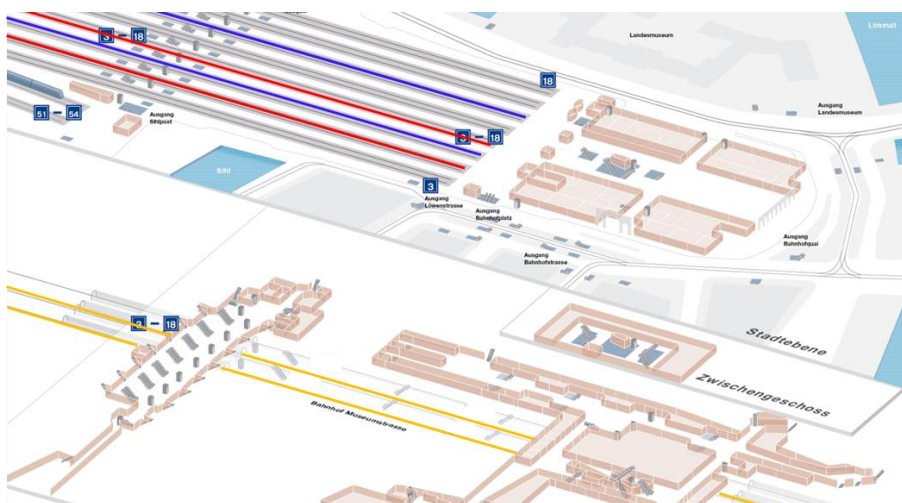 Limmat
Landesmuseum
3 – 18
18
51 – 54
Ausgang
Sihlpost
Ausgang
Landesmuseum
3 – 18
Sihl
3
Ausgang
Löwenstrasse
Ausgang
Bahnhofplatz
Ausgang
Bahnhofquai
Ausgang
Bahnhofstrasse
3 – 18
Stadtebene
Zwischengeschoss
Bahnhof Museumstrasse